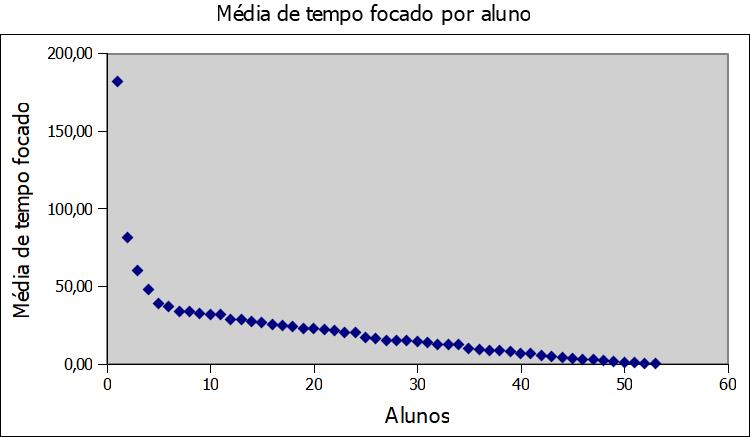 Média de tempo focado por aluno
200,00
150,00
100,00
50,00
0,00
Média de tempo focado
0 10 20 30 40 50 60
Alunos